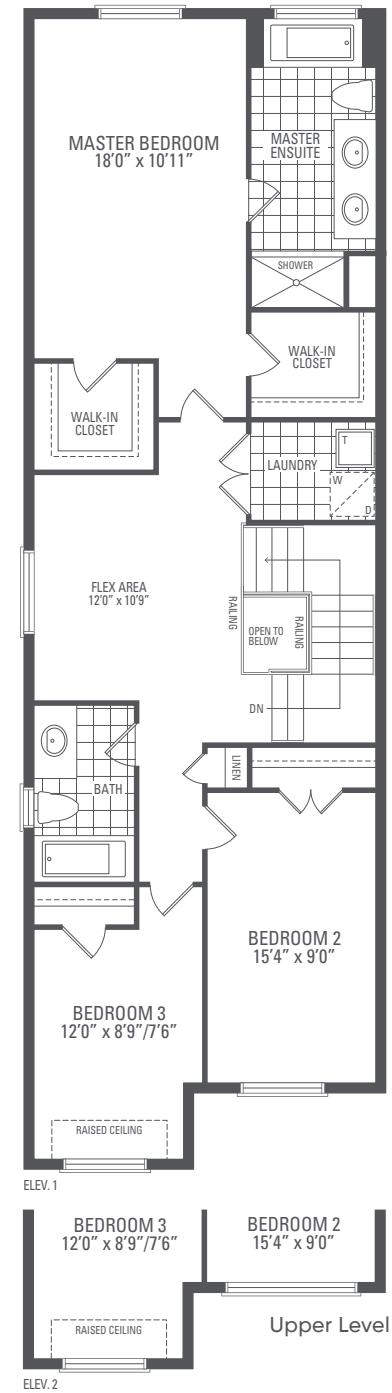 MASTER BEDROOM
18'0" x 10'11"
MASTER
ENSUITE
SHOWER
WALK-IN
CLOSET
WALK-IN
CLOSET
LAUNDRY
T
W
D
FLEX AREA
12'0" x 10'9"
RAILING
OPEN TO
BELOW
RAILING
DN
LINEN
BATH
BEDROOM 2
15'4" x 9'0"
BEDROOM 3
12'0" x 8'9"/7'6"
RAISED CEILING
ELEV. 1
BEDROOM 3
12'0" x 8'9"/7'6"
BEDROOM 2
15'4" x 9'0"
RAISED CEILING
Upper Level
ELEV. 2